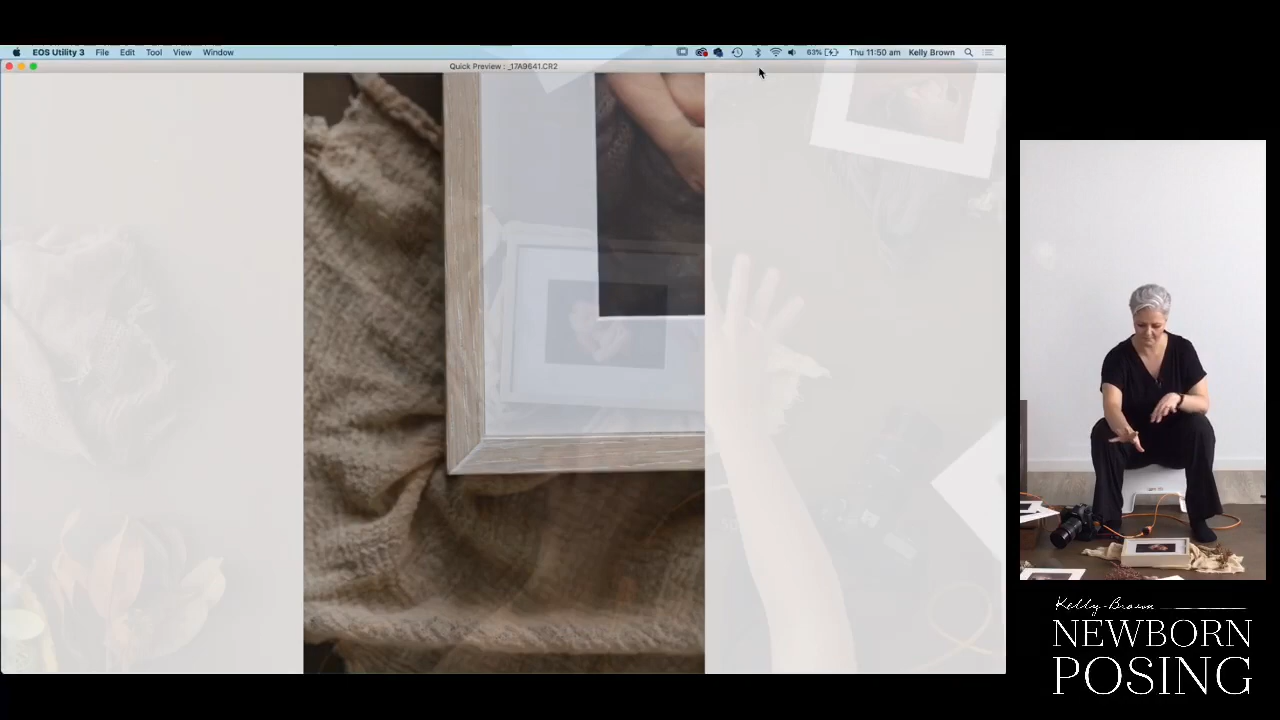 EOS Utility 3 File Edit Tool View Window 63% Thu 11:50 am Kelly Brown
Quick Preview : _17A9641.CR2
Kelly Brown
NEWBORN
POSING